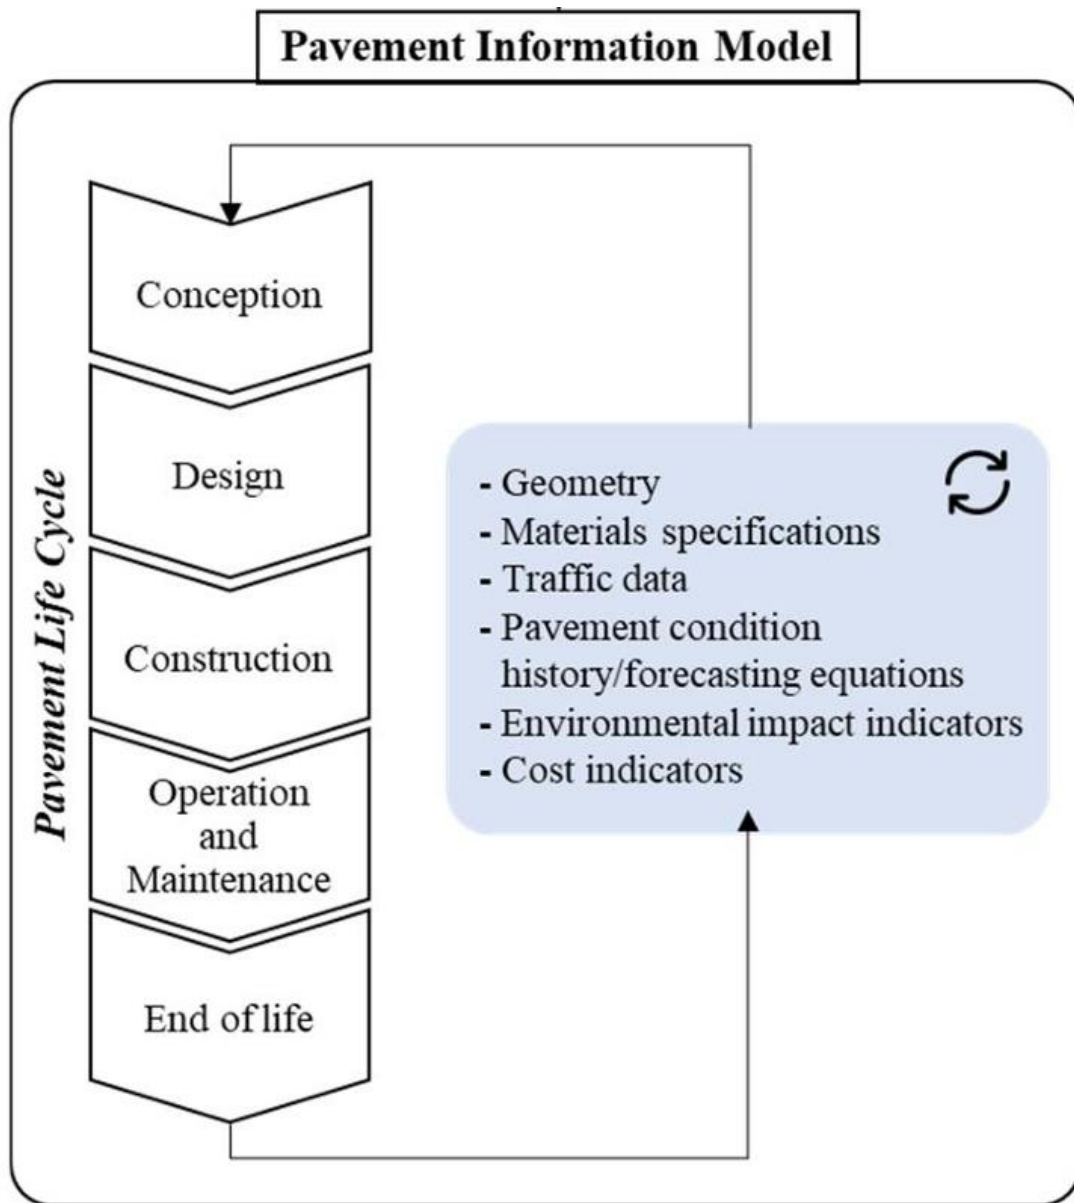 Pavement Information Model
Pavement Life Cycle
Conception
Design
Construction
Operation
and
Maintenance
End of life
- Geometry
- Materials specifications
- Traffic data
- Pavement condition
history/forecasting equations
- Environmental impact indicators
- Cost indicators